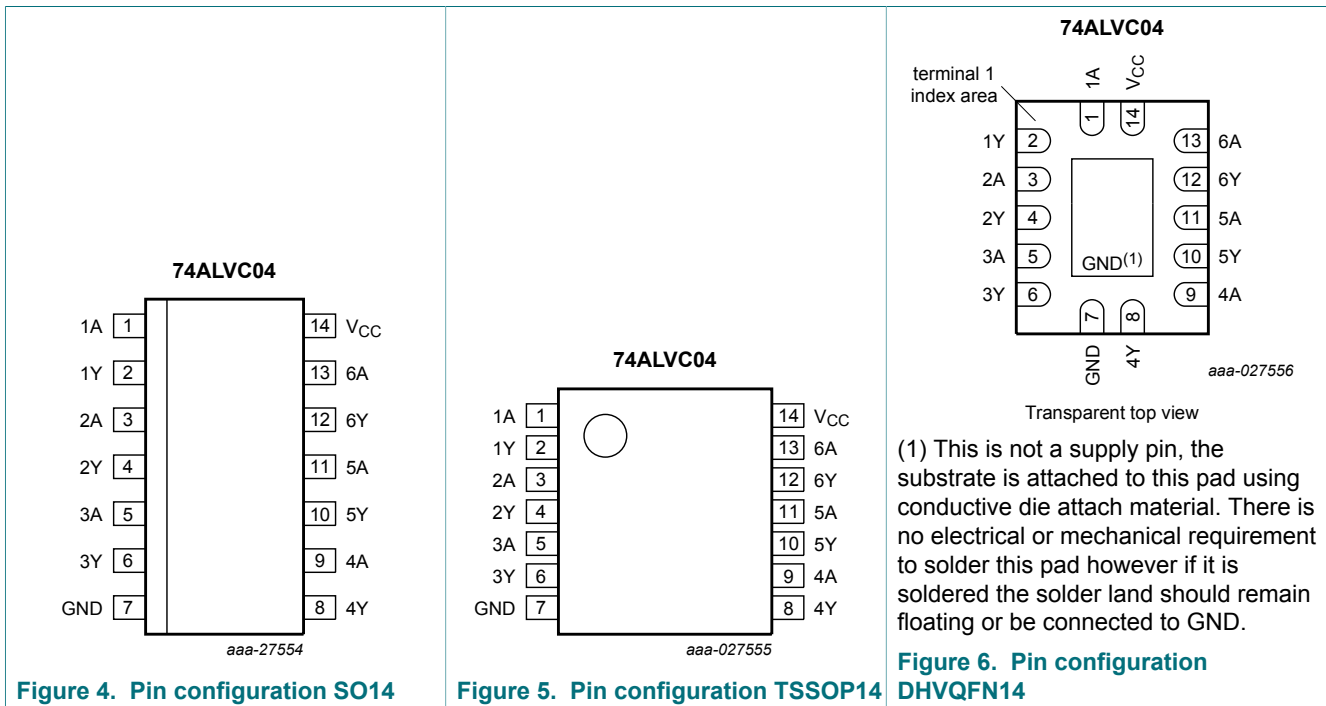 74ALVC04
1A 1
1Y 2
2A 3
2Y 4
3A 5
3Y 6
GND 7
14 VCC
13 6A
12 6Y
11 5A
10 5Y
9 4A
8 4Y
aaa-27554
Figure 4. Pin configuration SO14
74ALVC04
1A 1
1Y 2
2A 3
2Y 4
3A 5
3Y 6
GND 7
14 VCC
13 6A
12 6Y
11 5A
10 5Y
9 4A
8 4Y
aaa-027555
Figure 5. Pin configuration TSSOP14
74ALVC04
terminal 1
index area
1A
VCC
1
14
1Y 2
2A 3
2Y 4
3A 5
3Y 6
13 6A
12 6Y
11 5A
10 5Y
9 4A
GND(1)
7
8
GND
4Y
aaa-027556
Transparent top view
(1) This is not a supply pin, the
substrate is attached to this pad using
conductive die attach material. There is
no electrical or mechanical requirement
to solder this pad however if it is
soldered the solder land should remain
floating or be connected to GND.
Figure 6. Pin configuration
DHVQFN14